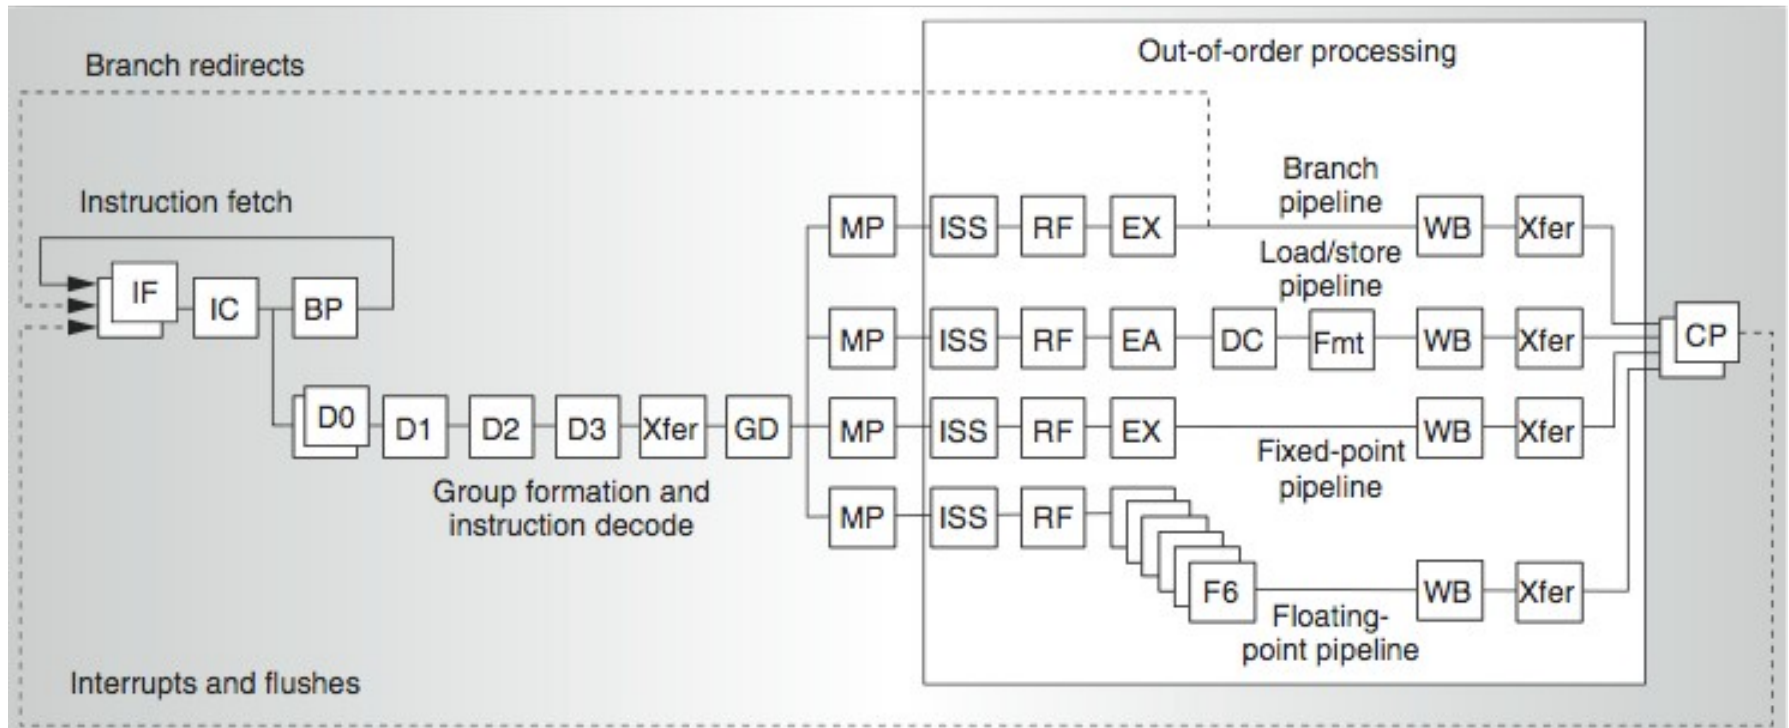 Out-of-order processing
Branch redirects
Branch
pipeline
Instruction fetch
MP ISS RF EX WB Xfer
Load/store
pipeline
IF IC BP
MP ISS RF EA DC Fmt WB Xfer
CP
D0 D1 D2 D3 Xfer GD MP ISS RF EX WB Xfer
Fixed-point
pipeline
Group formation and
instruction decode
MP ISS RF
F6 WB Xfer
Floating-
point pipeline
Interrupts and flushes